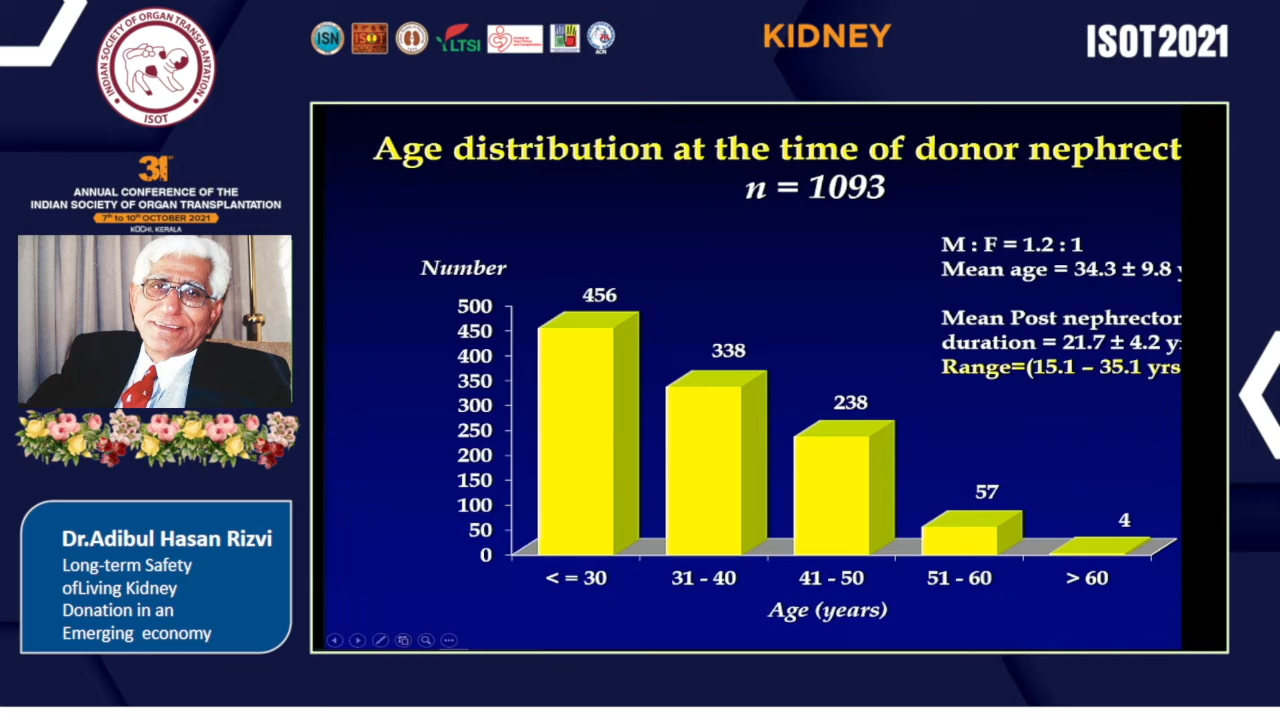 INDIAN SOCIETY OF ORGAN TRANSPLANTATION
ISOT
ISN
ISOT
LTSI
KIDNEY
ISOT2021
31
ANNUAL CONFERENCE OF THE
INDIAN SOCIETY OF ORGAN TRANSPLANTATION
7th to 10th OCTOBER 2021
KOCHI, KERALA
Dr.Adibul Hasan Rizvi
Long-term Safety
ofLiving Kidney
Donation in an
Emerging economy
Age distribution at the time of donor nephrect
n = 1093
M : F = 1.2 : 1
Mean age = 34.3 ± 9.8 y
Mean Post nephrector
duration = 21.7 ± 4.2 y
Range=(15.1 – 35.1 yrs
Number
500
450
400
350
300
250
200
150
100
50
0
456
338
238
57
4
< = 30
31 - 40
41 - 50
51 - 60
> 60
Age (years)